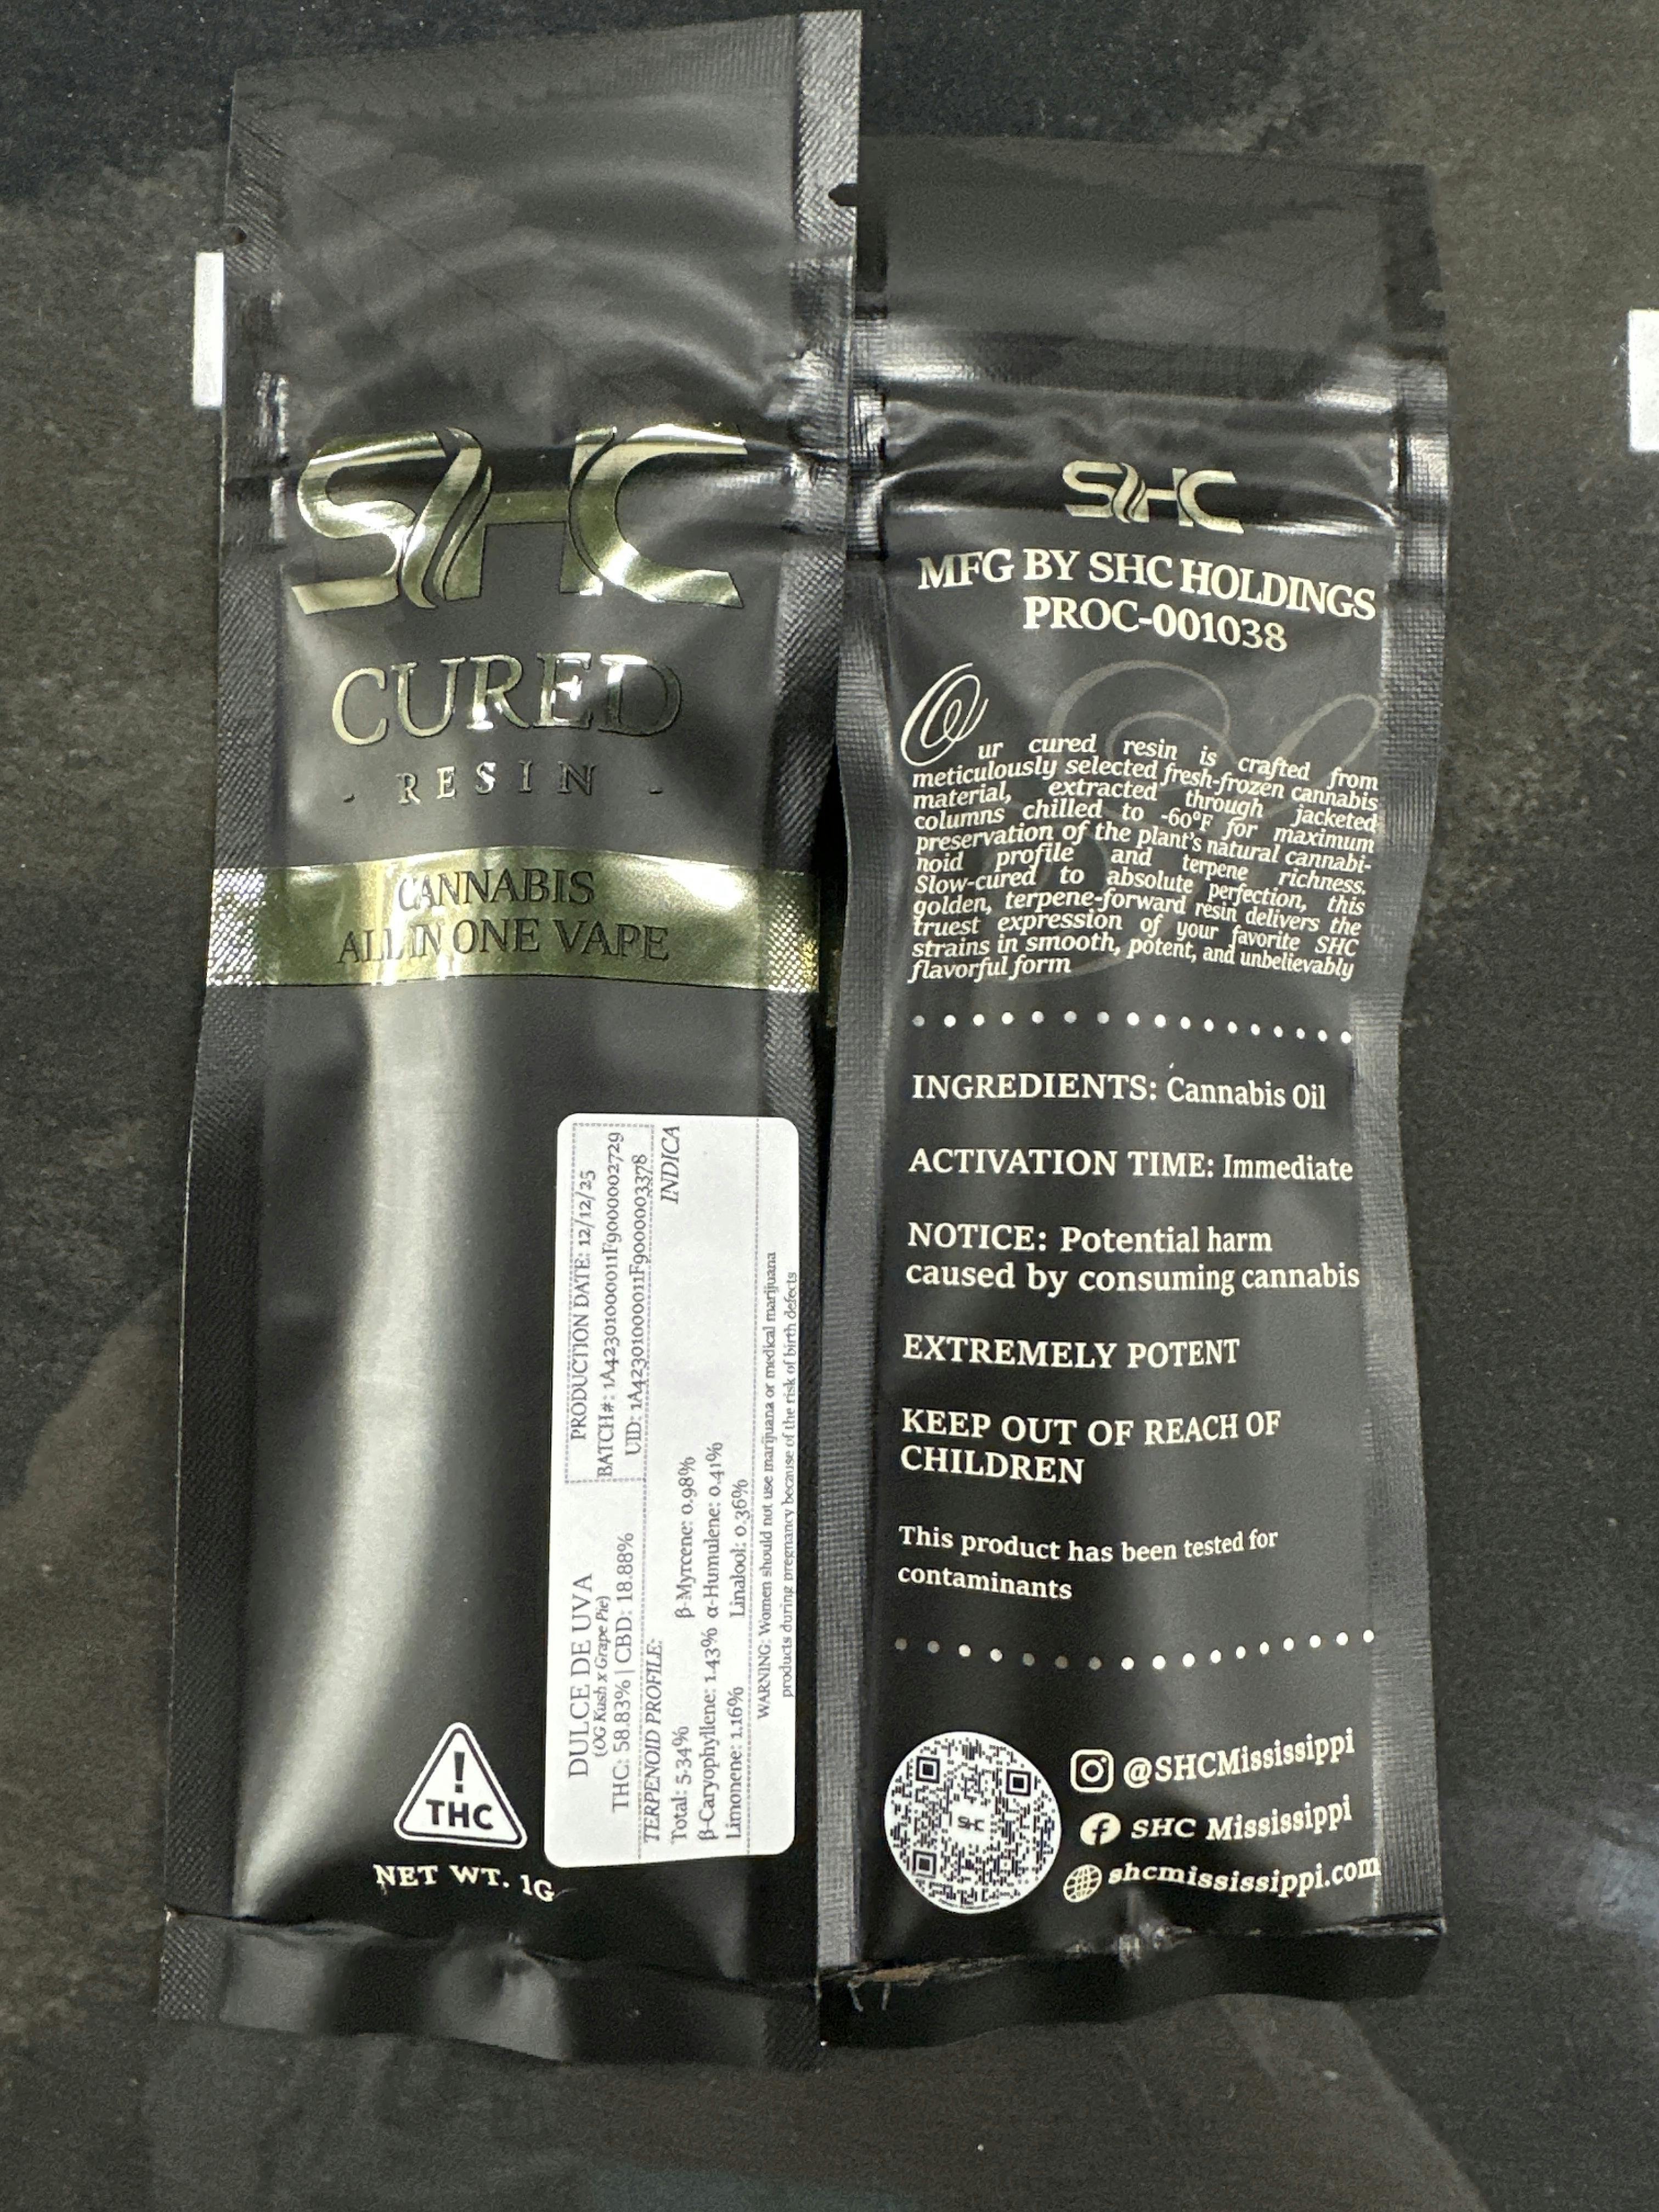 SHC
CURED
- RESIN -
CANNABIS
ALL IN ONE VAPE
DULCE DE UVA
(OG Kush x Grape Pie)
THC: 58.83% | CBD: 18.88%
PRODUCTION DATE: 12/12/25
BATCH#: 1A42301000011F9000002729
UID: 1A42301000011F9000003378
TERPENOID PROFILE:
INDICA
Total: 5.34% β-Myrcene: 0.98%
β-Caryophyllene: 1.43% α-Humulene: 0.41%
Limonene: 1.16% Linalool: 0.36%
WARNING: Women should not use marijuana or medical marijuana
products during pregnancy because of the risk of birth defects
!
THC
NET WT. 1G
SHC
MFG BY SHC HOLDINGS
PROC-001038
Our cured resin is crafted from
meticulously selected fresh-frozen cannabis
material, extracted through jacketed
columns chilled to -60°F for maximum
preservation of the plant's natural cannabi-
noid profile and terpene richness.
Slow-cured to absolute perfection, this
golden, terpene-forward resin delivers the
truest expression of your favorite SHC
strains in smooth, potent, and unbelievably
flavorful form
INGREDIENTS: Cannabis Oil
ACTIVATION TIME: Immediate
NOTICE: Potential harm
caused by consuming cannabis
EXTREMELY POTENT
KEEP OUT OF REACH OF
CHILDREN
This product has been tested for
contaminants
SHC
@SHCMississippi
SHC Mississippi
shcmississippi.com